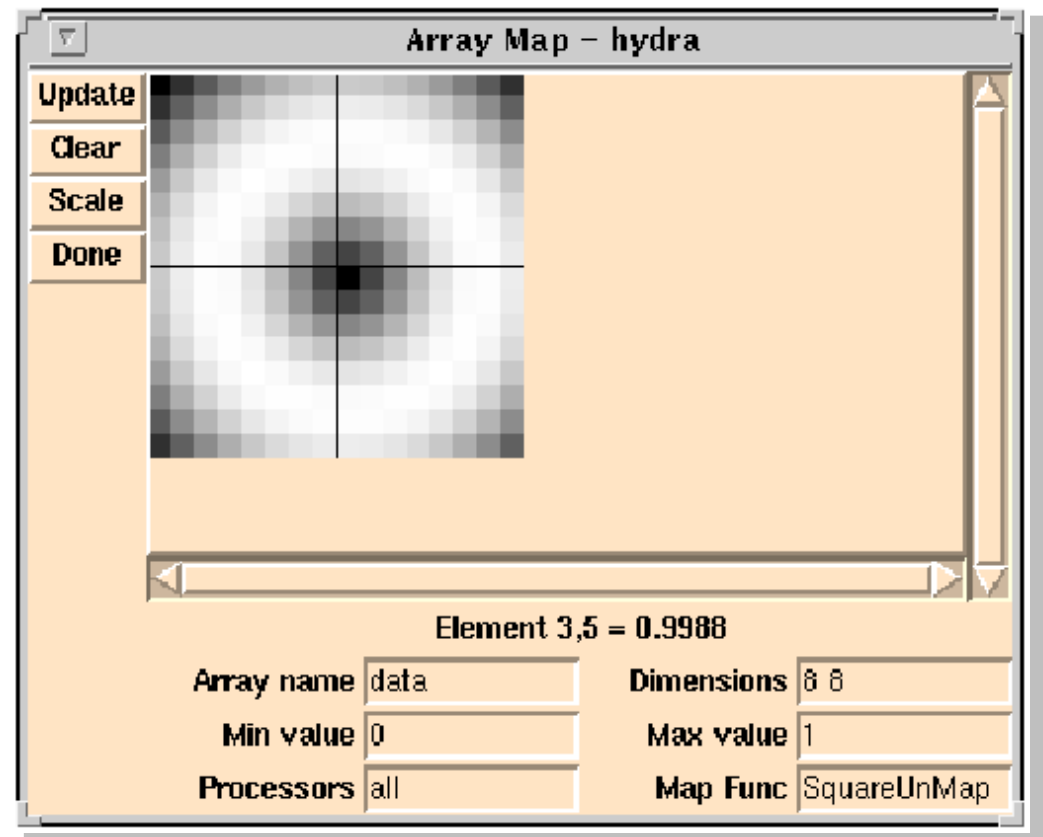 Array Map – hydra
Update
Clear
Scale
Done
Element 3,5 = 0.9988
Array name data Dimensions 8 8
Min value 0 Max value 1
Processors all Map Func SquareUnMap